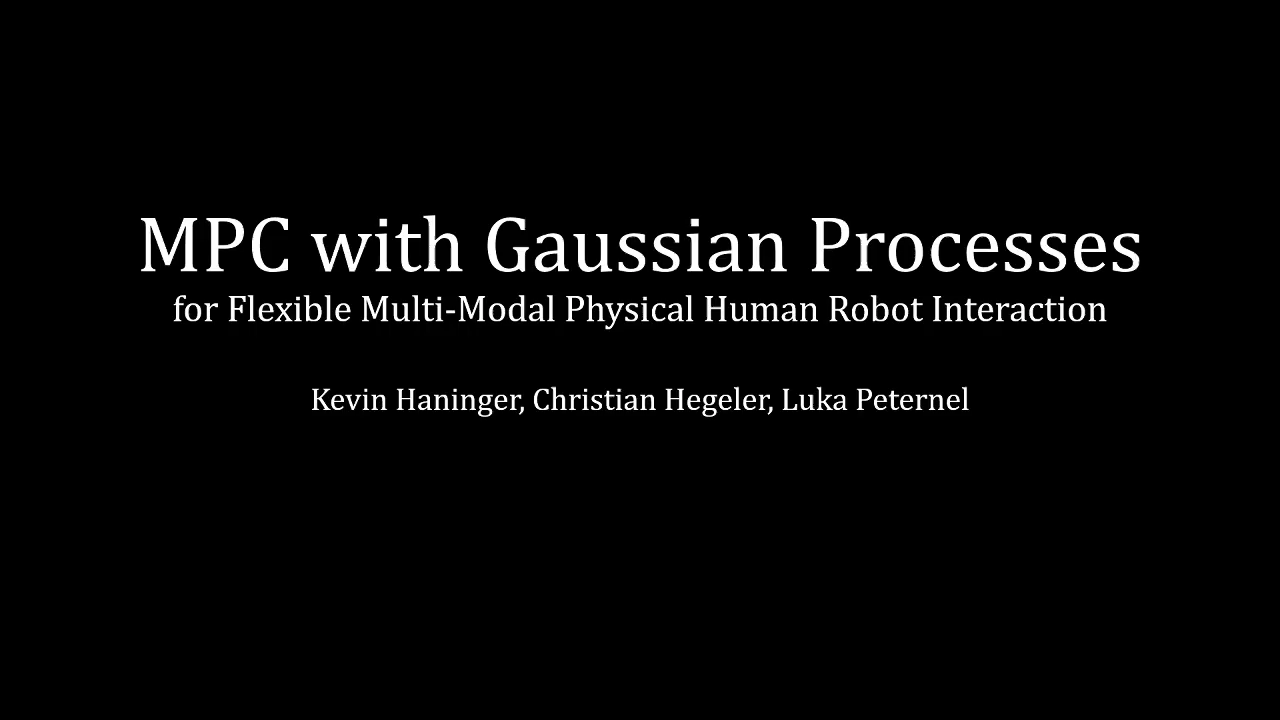 MPC with Gaussian Processes
for Flexible Multi-Modal Physical Human Robot Interaction
Kevin Haninger, Christian Hegeler, Luka Peternel